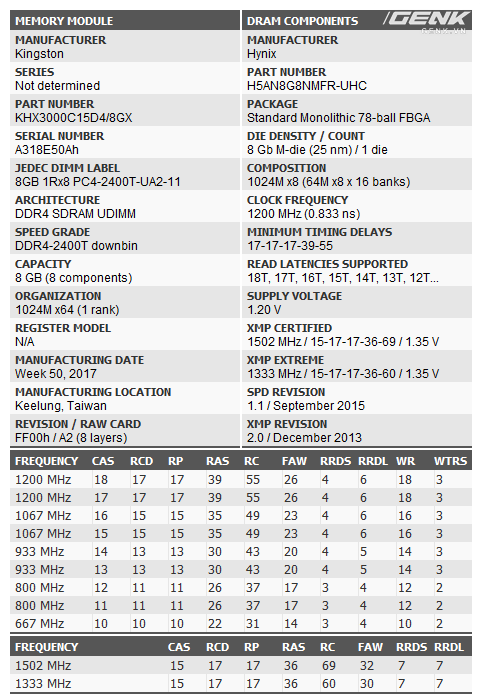 MEMORY MODULE DRAM COMPONENTS GENK
GENK.VN
MANUFACTURER MANUFACTURER
Kingston Hynix
SERIES PART NUMBER
Not determined H5AN8G8NMFR-UHC
PART NUMBER PACKAGE
KHX3000C15D4/8GX Standard Monolithic 78-ball FBGA
SERIAL NUMBER DIE DENSITY / COUNT
A318E50Ah 8 Gb M-die (25 nm) / 1 die
JEDEC DIMM LABEL COMPOSITION
8GB 1Rx8 PC4-2400T-UA2-11 1024M x8 (64M x8 x 16 banks)
ARCHITECTURE CLOCK FREQUENCY
DDR4 SDRAM UDIMM 1200 MHz (0.833 ns)
SPEED GRADE MINIMUM TIMING DELAYS
DDR4-2400T downbin 17-17-17-39-55
CAPACITY READ LATENCIES SUPPORTED
8 GB (8 components) 18T, 17T, 16T, 15T, 14T, 13T, 12T...
ORGANIZATION SUPPLY VOLTAGE
1024M x64 (1 rank) 1.20 V
REGISTER MODEL XMP CERTIFIED
N/A 1502 MHz / 15-17-17-36-69 / 1.35 V
MANUFACTURING DATE XMP EXTREME
Week 50, 2017 1333 MHz / 15-17-17-36-60 / 1.35 V
MANUFACTURING LOCATION SPD REVISION
Keelung, Taiwan 1.1 / September 2015
REVISION / RAW CARD XMP REVISION
FF00h / A2 (8 layers) 2.0 / December 2013
FREQUENCY CAS RCD RP RAS RC FAW RRDS RRDL WR WTRS
1200 MHz 18 17 17 39 55 26 4 6 18 3
1200 MHz 17 17 17 39 55 26 4 6 18 3
1067 MHz 16 15 15 35 49 23 4 6 16 3
1067 MHz 15 15 15 35 49 23 4 6 16 3
933 MHz 14 13 13 30 43 20 4 5 14 3
933 MHz 13 13 13 30 43 20 4 5 14 3
800 MHz 12 11 11 26 37 17 3 4 12 2
800 MHz 11 11 11 26 37 17 3 4 12 2
667 MHz 10 10 10 22 31 14 3 4 10 2
FREQUENCY CAS RCD RP RAS RC FAW RRDS RRDL
1502 MHz 15 17 17 36 69 32 7 7
1333 MHz 15 17 17 36 60 30 7 7